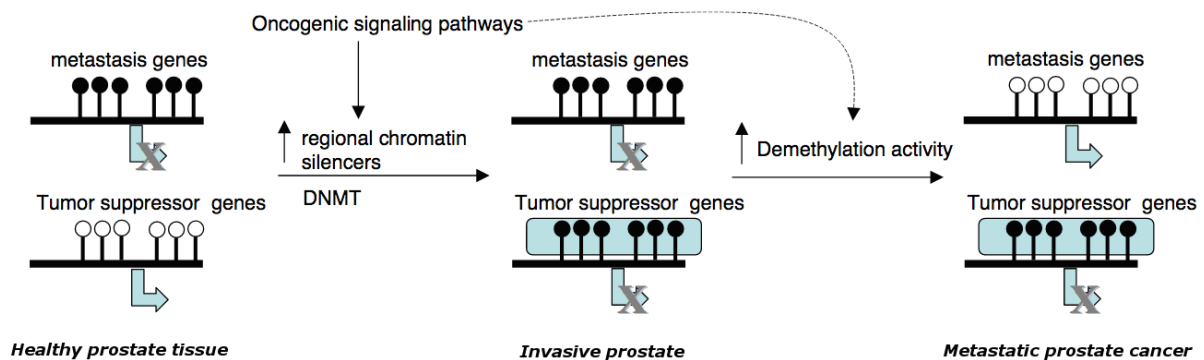 Oncogenic signaling pathways
metastasis genes
metastasis genes
metastasis genes
regional chromatin
silencers
DNMT
Demethylation activity
X
X
Tumor suppressor genes
Tumor suppressor genes
Tumor suppressor genes
X
X
Healthy prostate tissue
Invasive prostate
Metastatic prostate cancer